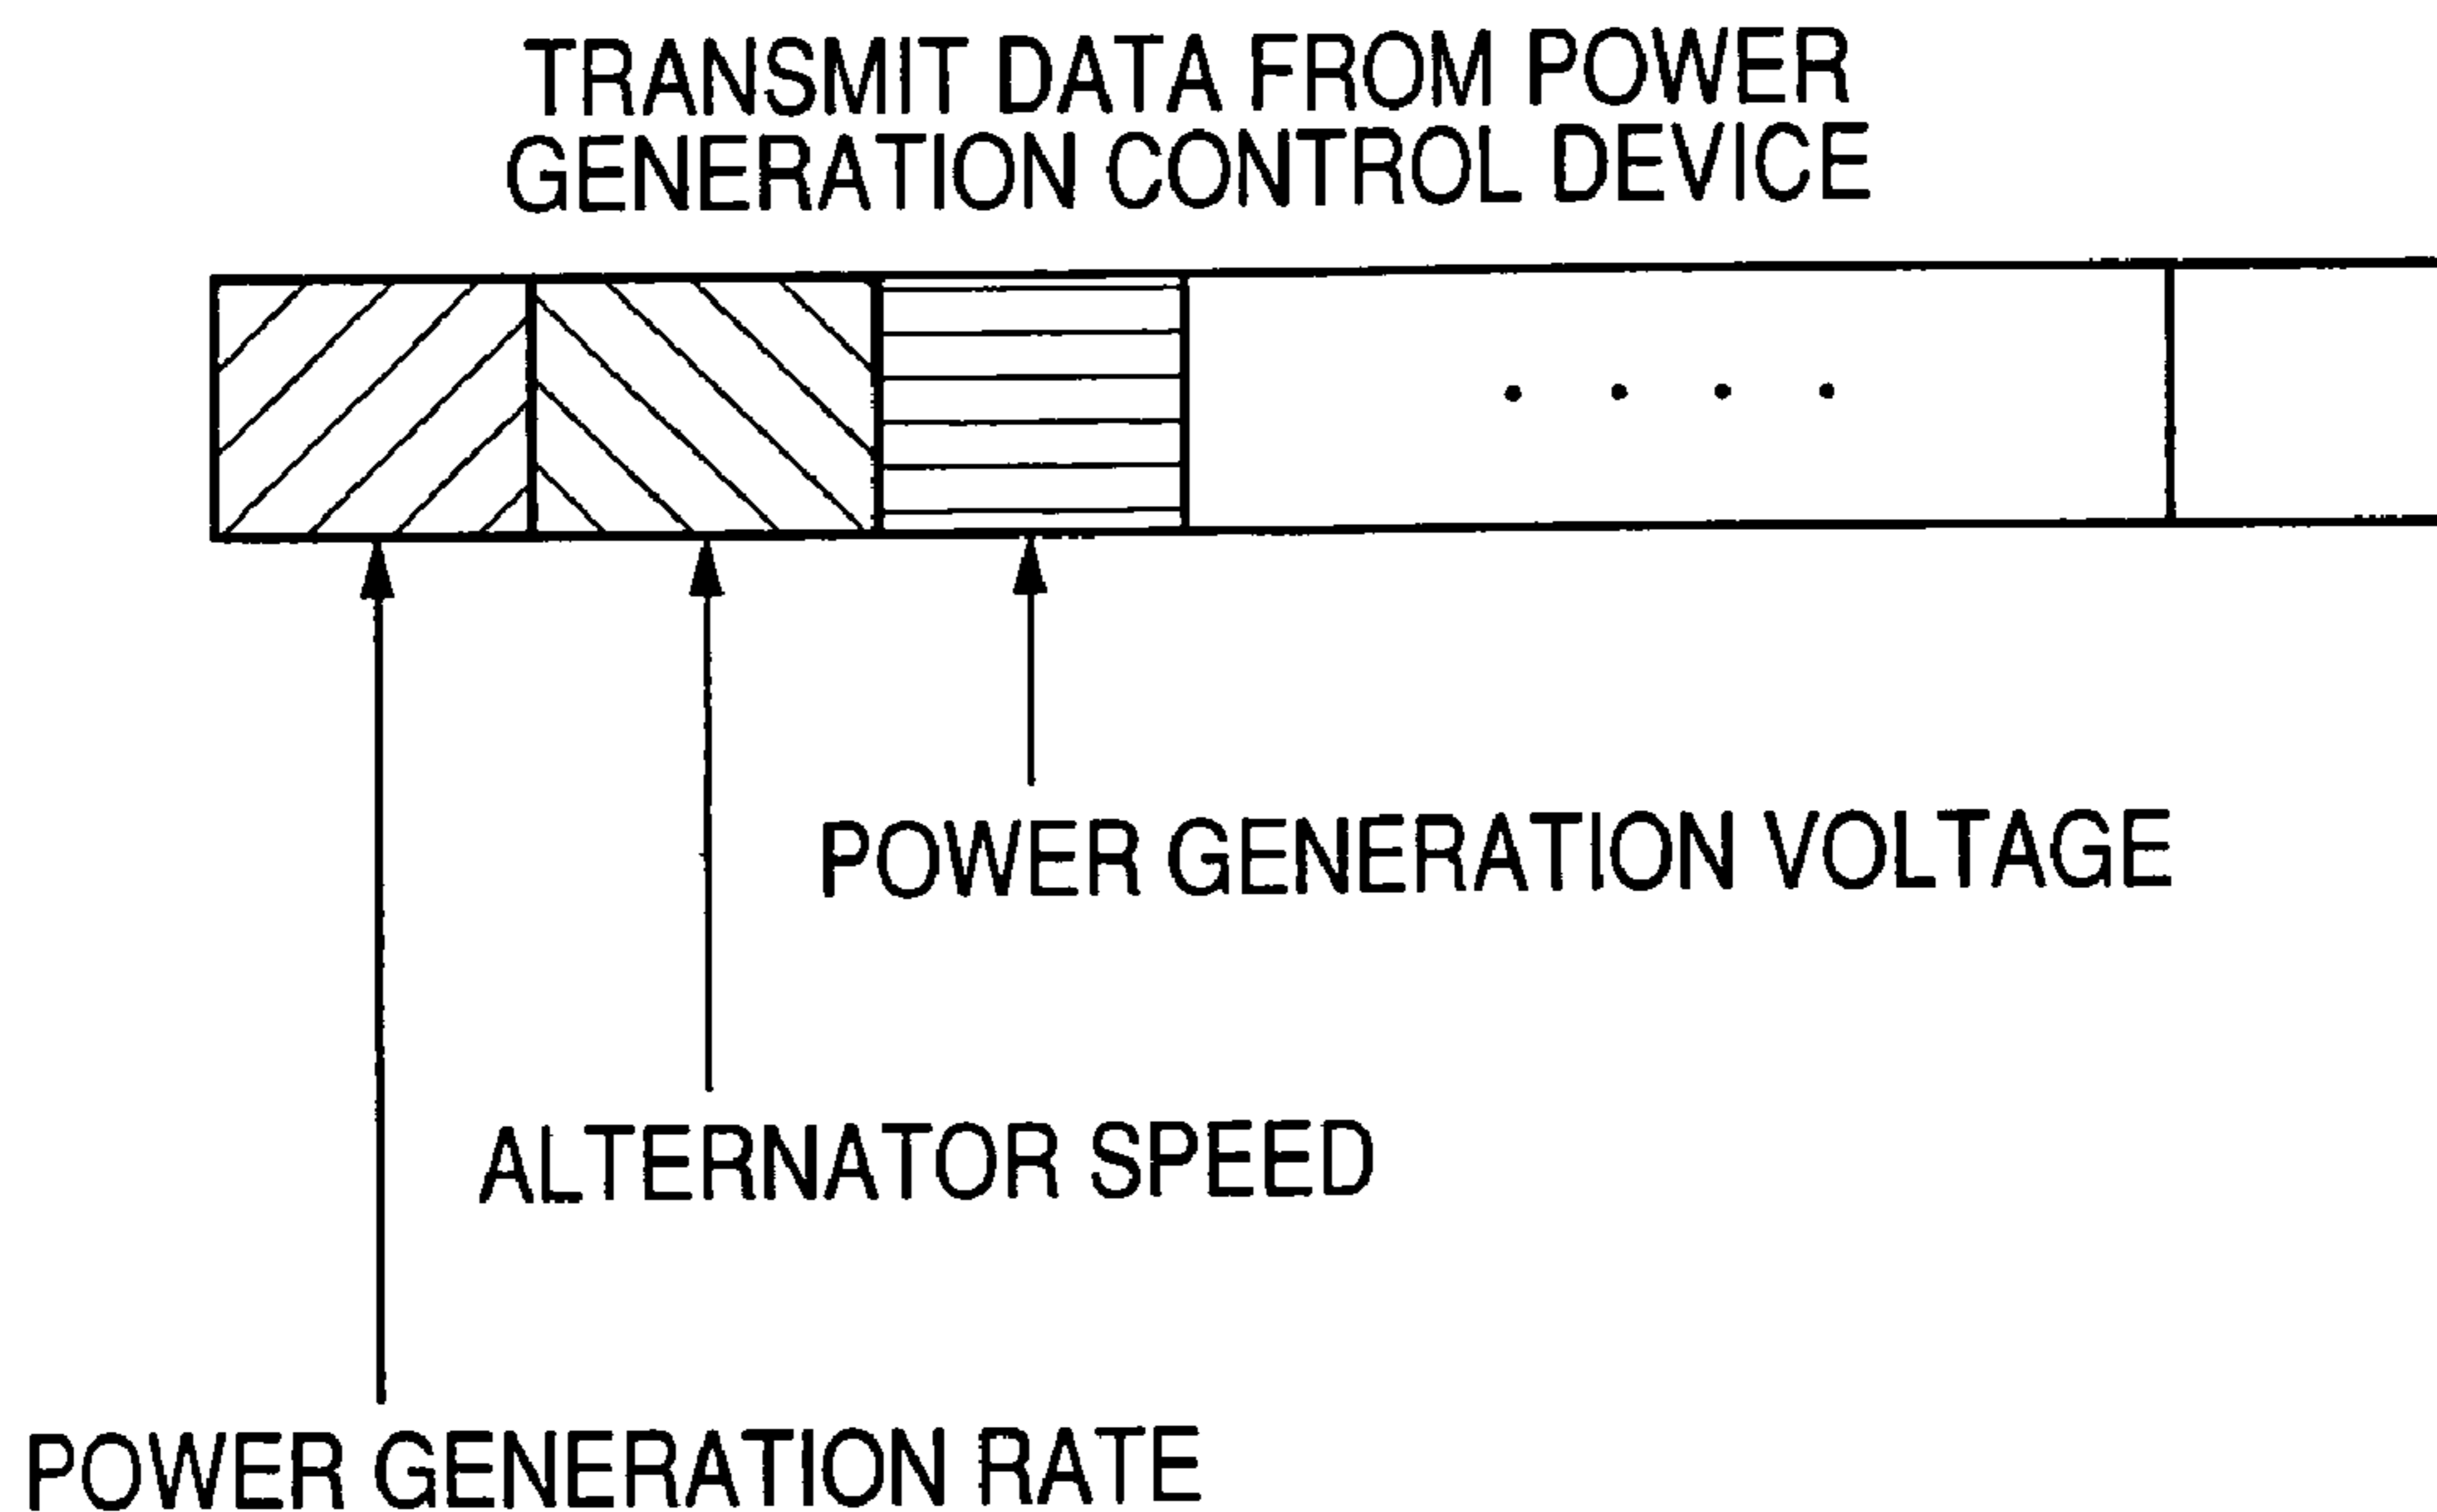 TRANSMIT DATA FROM POWER
GENERATION CONTROL DEVICE
POWER GENERATION VOLTAGE
ALTERNATOR SPEED
POWER GENERATION RATE